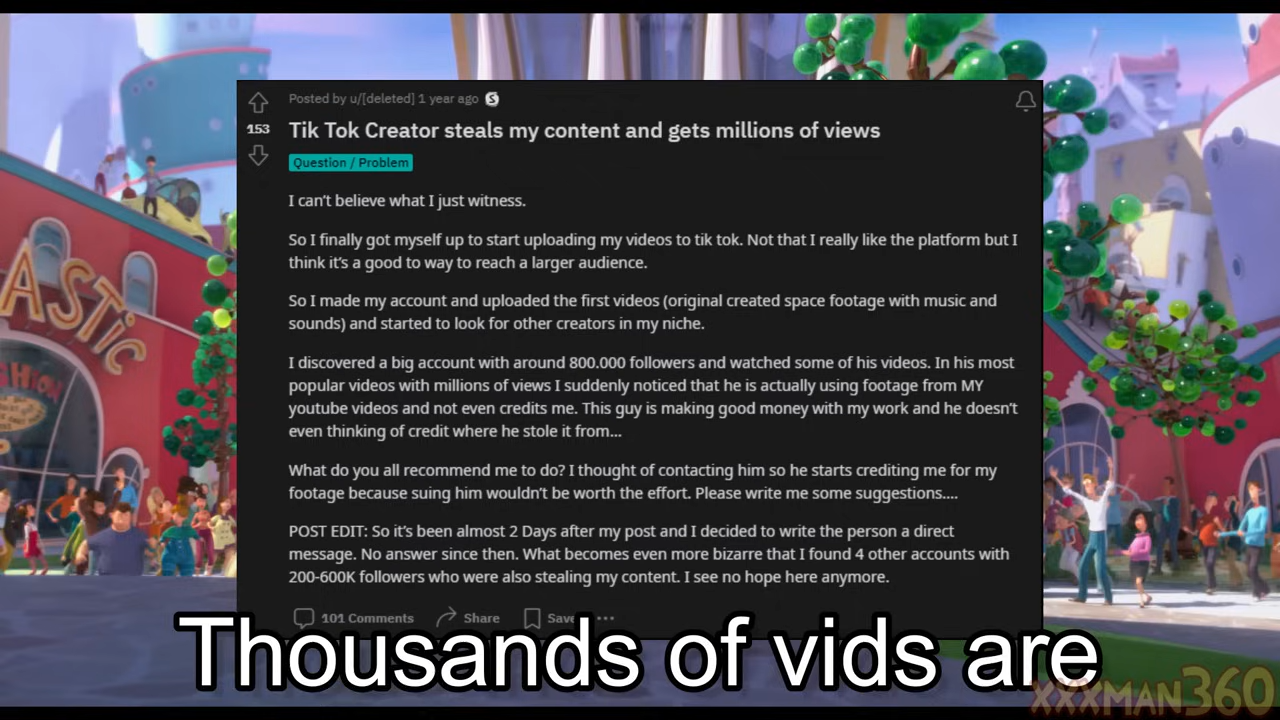 Posted by u/[deleted] 1 year ago
153
Tik Tok Creator steals my content and gets millions of views
Question / Problem
I can't believe what I just witness.
So I finally got myself up to start uploading my videos to tik tok. Not that I really like the platform but I
think it's a good to way to reach a larger audience.
So I made my account and uploaded the first videos (original created space footage with music and
sounds) and started to look for other creators in my niche.
I discovered a big account with around 800.000 followers and watched some of his videos. In his most
popular videos with millions of views I suddenly noticed that he is actually using footage from MY
youtube videos and not even credits me. This guy is making good money with my work and he doesn't
even thinking of credit where he stole it from...
What do you all recommend me to do? I thought of contacting him so he starts crediting me for my
footage because suing him wouldn't be worth the effort. Please write me some suggestions....
POST EDIT: So it's been almost 2 Days after my post and I decided to write the person a direct
message. No answer since then. What becomes even more bizarre that I found 4 other accounts with
200-600K followers who were also stealing my content. I see no hope here anymore.
101 Comments Share Save ...
Thousands of vids are
xxxMAN360
ASTiC